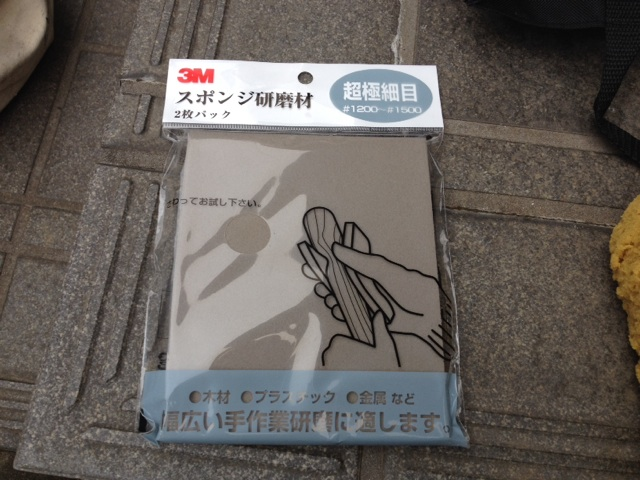 3M
スポンジ研磨材
2枚パック
超極細目
#1200〜#1500
わってお試し下さい。
●木材 ●プラスチック ●金属 など
幅広い手作業研磨に適します。